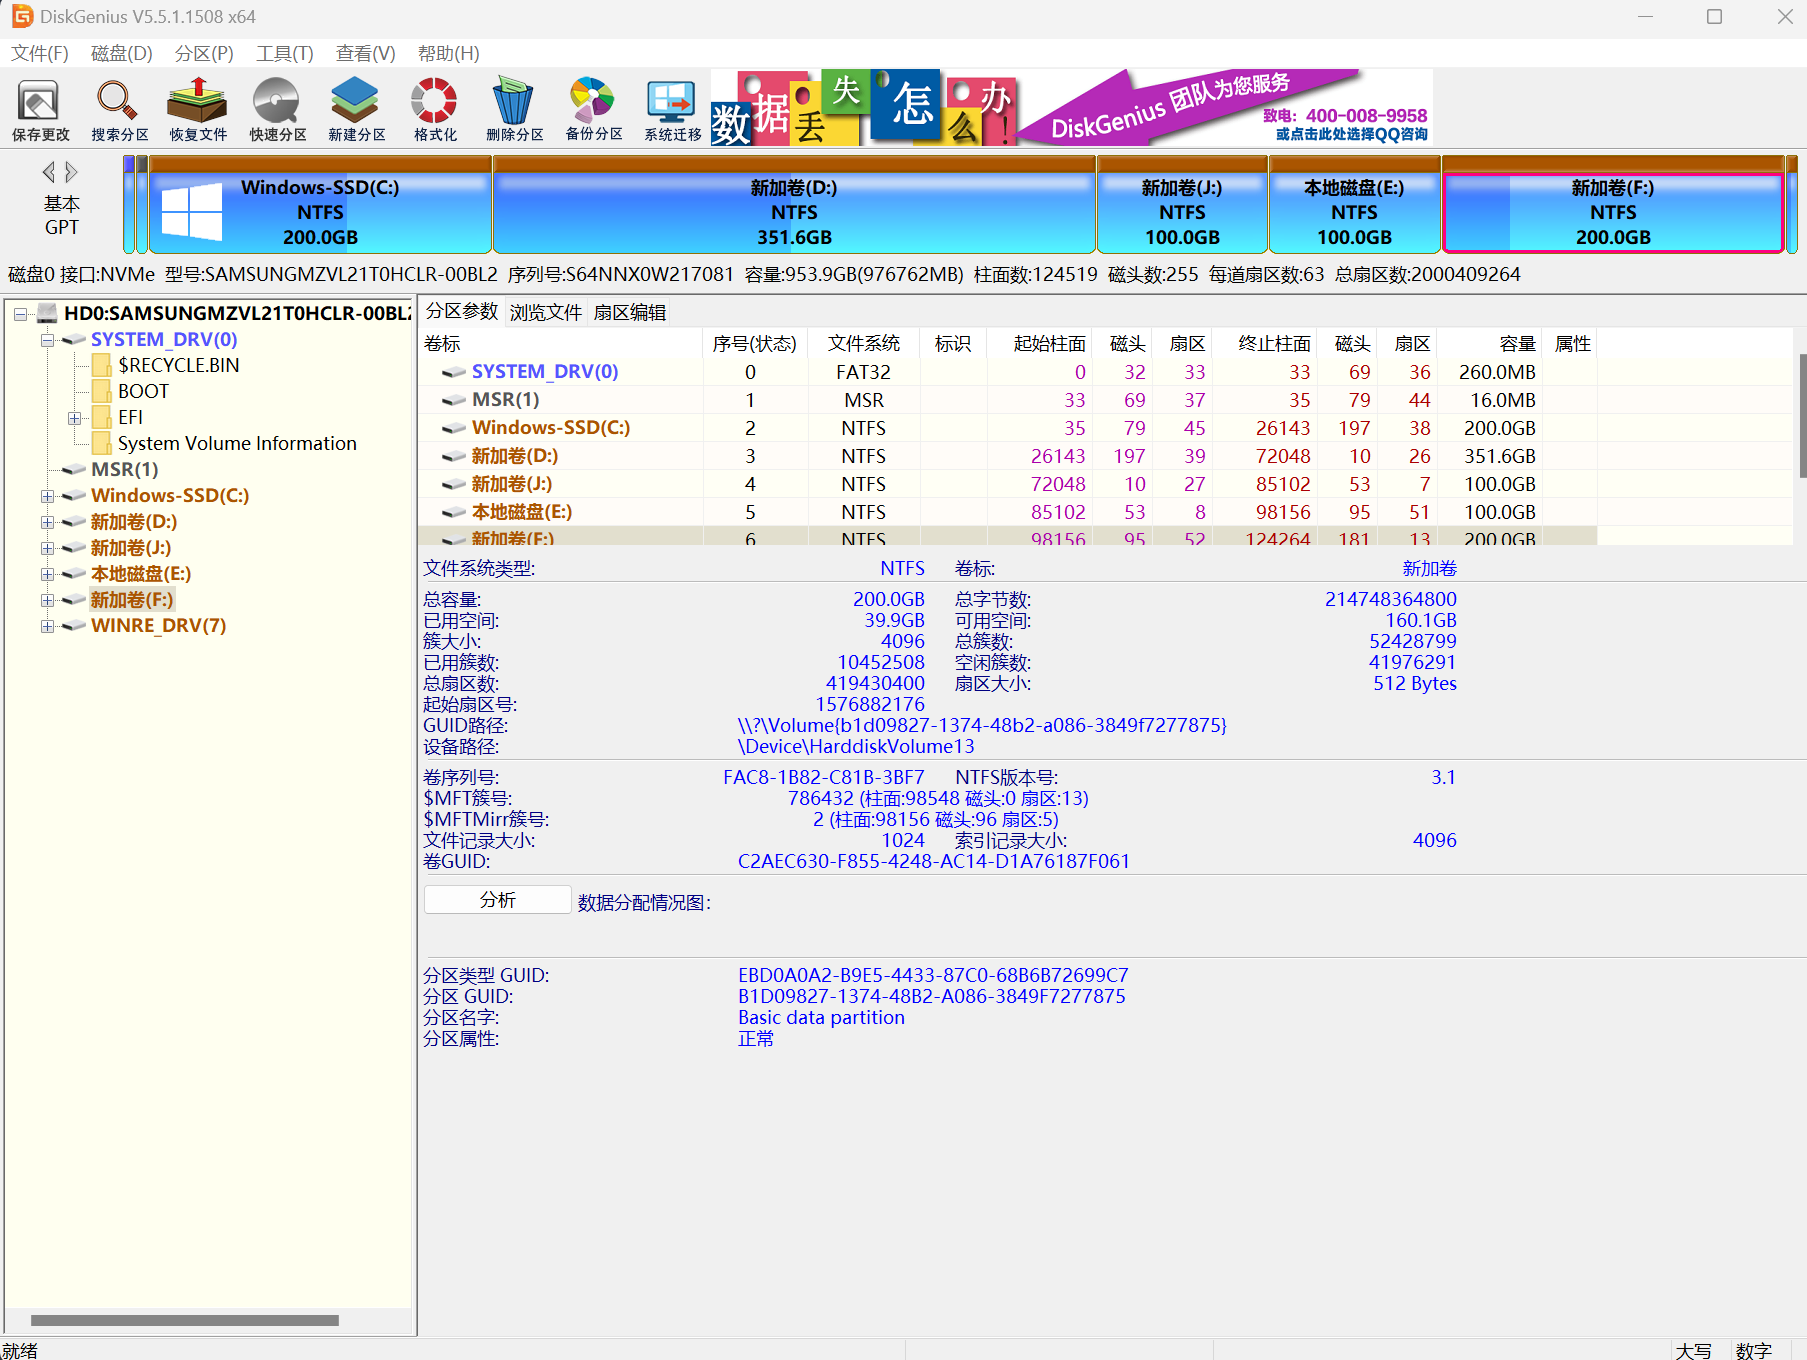 DiskGenius V5.5.1.1508 x64
文件(F) 磁盘(D) 分区(P) 工具(T) 查看(V) 帮助(H)
保存更改 搜索分区 恢复文件 快速分区 新建分区 格式化 删除分区 备份分区 系统迁移
数据丢失怎么办!
DiskGenius 团队为您服务
致电：400-008-9958
或点击此处选择QQ咨询
基本
GPT
Windows-SSD(C:)
NTFS
200.0GB
新加卷(D:)
NTFS
351.6GB
新加卷(J:)
NTFS
100.0GB
本地磁盘(E:)
NTFS
100.0GB
新加卷(F:)
NTFS
200.0GB
磁盘0 接口:NVMe 型号:SAMSUNGMZVL21T0HCLR-00BL2 序列号:S64NNX0W217081 容量:953.9GB(976762MB) 柱面数:124519 磁头数:255 每道扇区数:63 总扇区数:2000409264
HD0:SAMSUNGMZVL21T0HCLR-00BL2
SYSTEM_DRV(0)
$RECYCLE.BIN
BOOT
EFI
System Volume Information
MSR(1)
Windows-SSD(C:)
新加卷(D:)
新加卷(J:)
本地磁盘(E:)
新加卷(F:)
WINRE_DRV(7)
分区参数 浏览文件 扇区编辑
卷标 序号(状态) 文件系统 标识 起始柱面 磁头 扇区 终止柱面 磁头 扇区 容量 属性
SYSTEM_DRV(0) 0 FAT32 0 32 33 33 69 36 260.0MB
MSR(1) 1 MSR 33 69 37 35 79 44 16.0MB
Windows-SSD(C:) 2 NTFS 35 79 45 26143 197 38 200.0GB
新加卷(D:) 3 NTFS 26143 197 39 72048 10 26 351.6GB
新加卷(J:) 4 NTFS 72048 10 27 85102 53 7 100.0GB
本地磁盘(E:) 5 NTFS 85102 53 8 98156 95 51 100.0GB
新加卷(F:) 6 NTFS 98156 95 52 124264 181 13 200.0GB
文件系统类型: NTFS 卷标: 新加卷
总容量: 200.0GB 总字节数: 214748364800
已用空间: 39.9GB 可用空间: 160.1GB
簇大小: 4096 总簇数: 52428799
已用簇数: 10452508 空闲簇数: 41976291
总扇区数: 419430400 扇区大小: 512 Bytes
起始扇区号: 1576882176
GUID路径: \\?\Volume{b1d09827-1374-48b2-a086-3849f7277875}
设备路径: \Device\HarddiskVolume13
卷序列号: FAC8-1B82-C81B-3BF7 NTFS版本号: 3.1
$MFT簇号: 786432 (柱面:98548 磁头:0 扇区:13)
$MFTMirr簇号: 2 (柱面:98156 磁头:96 扇区:5)
文件记录大小: 1024 索引记录大小: 4096
卷GUID: C2AEC630-F855-4248-AC14-D1A76187F061
分析 数据分配情况图:
分区类型 GUID: EBD0A0A2-B9E5-4433-87C0-68B6B72699C7
分区 GUID: B1D09827-1374-48B2-A086-3849F7277875
分区名字: Basic data partition
分区属性: 正常
就绪 大写 数字